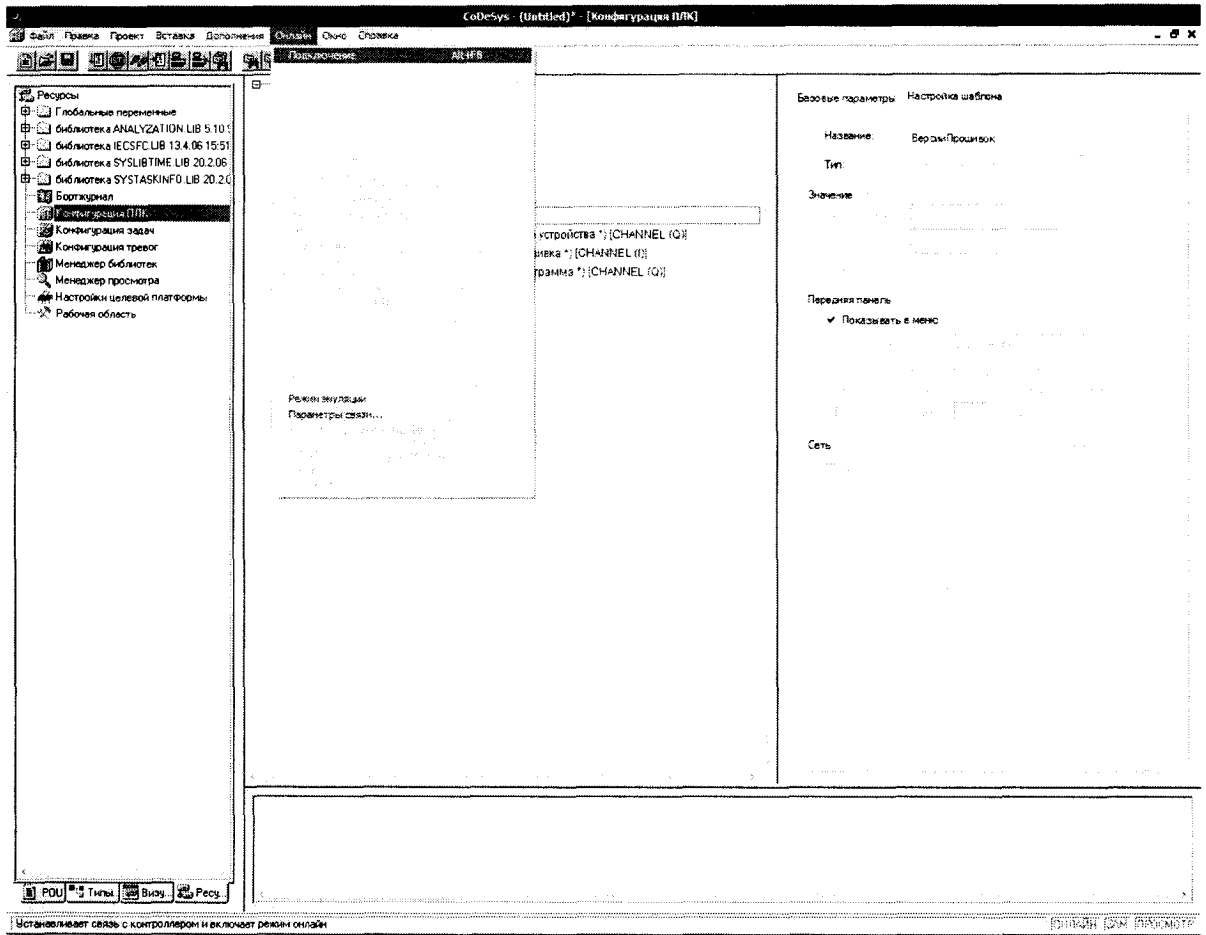 CoDeSys - (Untitled)* - [Конфигурация ПЛК]
Файл Правка Проект Вставка Дополнения Онлайн Окно Справка
Подключение Alt+F8
Режим эмуляции
Параметры связи...
Ресурсы
Глобальные переменные
библиотека ANALYZATION.LIB 5.10.9
библиотека IECSFC.LIB 13.4.06 15:51
библиотека SYSLIBTIME.LIB 20.2.06
библиотека SYSTASKINFO.LIB 20.2.0
Бортжурнал
Конфигурация ПЛК
Конфигурация задач
Конфигурация тревог
Менеджер библиотек
Менеджер просмотра
Настройки целевой платформы
Рабочая область
устройства *) [CHANNEL (Q)]
ивка *) [CHANNEL (I)]
грамма *) [CHANNEL (Q)]
Базовые параметры Настройка шаблона
Название: ВерсииПрошивок
Тип:
Значение
Передняя панель
Показывать в меню
Сеть
POU Типы Визу... Ресу...
Устанавливает связь с контроллером и включает режим онлайн
ОНЛАЙН ЗАМ ПРОСМОТР